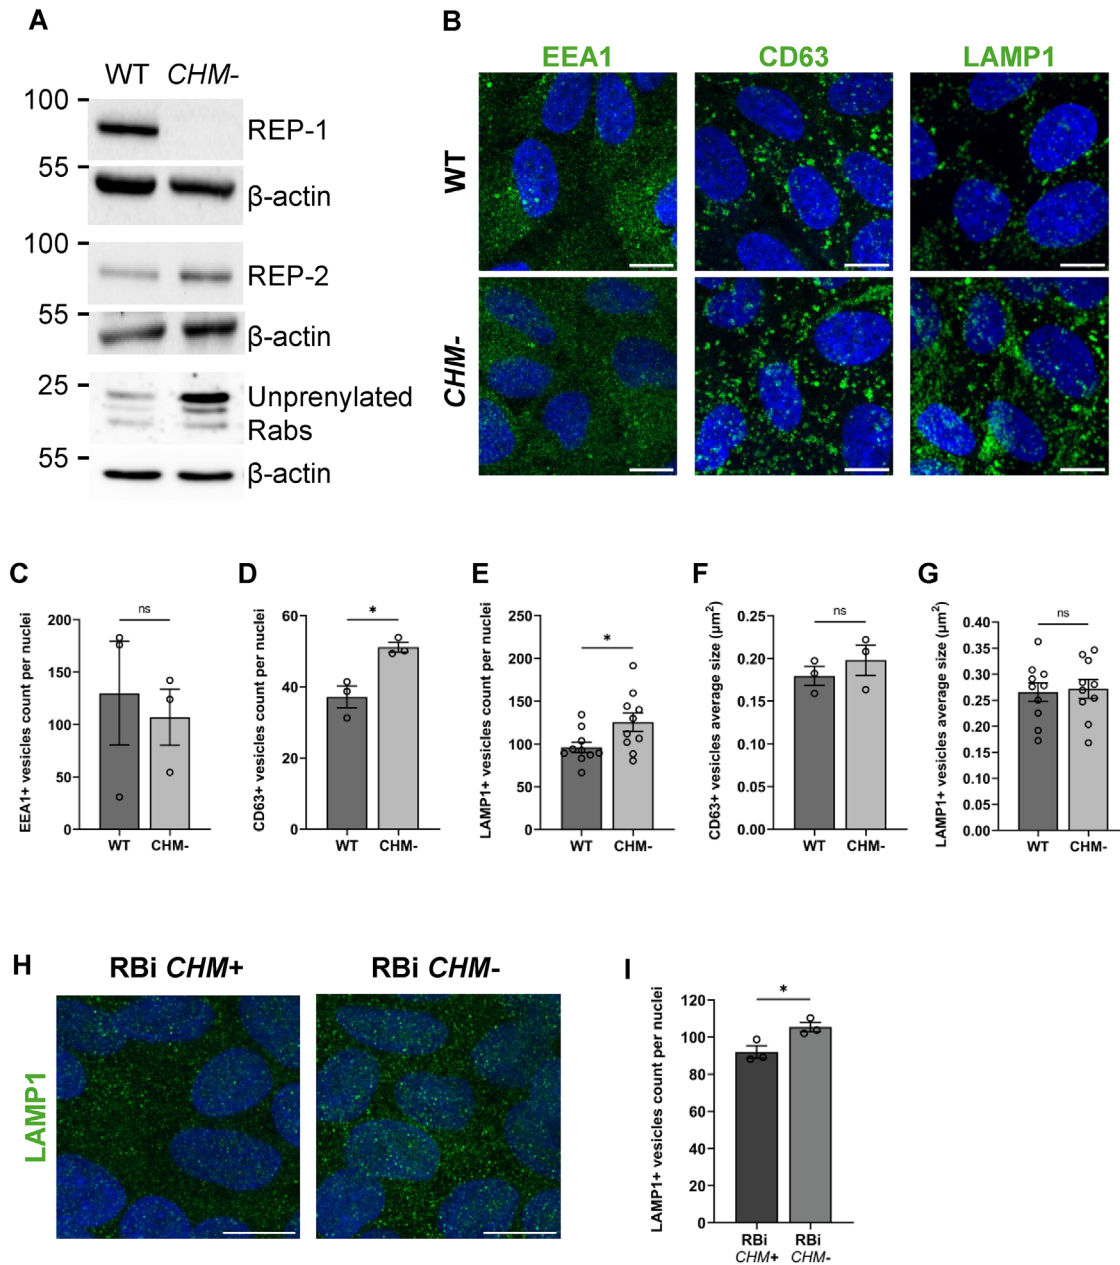 A
WT CHM-
100
REP-1
55
β-actin
100
REP-2
55
β-actin
25
Unprenylated
Rabs
55
β-actin
B
EEA1 CD63 LAMP1
WT
CHM-
C
EEA1+ vesicles count per nuclei
200
150
100
50
0
ns
WT CHM-
D
CD63+ vesicles count per nuclei
60
40
20
0
*
WT CHM-
E
LAMP1+ vesicles count per nuclei
250
200
150
100
50
0
*
WT CHM-
F
CD63+ vesicles average size (μm²)
0.25
0.20
0.15
0.10
0.05
0.00
ns
WT CHM-
G
LAMP1+ vesicles average size (μm²)
0.40
0.35
0.30
0.25
0.20
0.15
0.10
0.05
0.00
ns
WT CHM-
H
RBi CHM+ RBi CHM-
LAMP1
I
LAMP1+ vesicles count per nuclei
120
100
80
60
40
20
0
*
RBi RBi
CHM+ CHM-